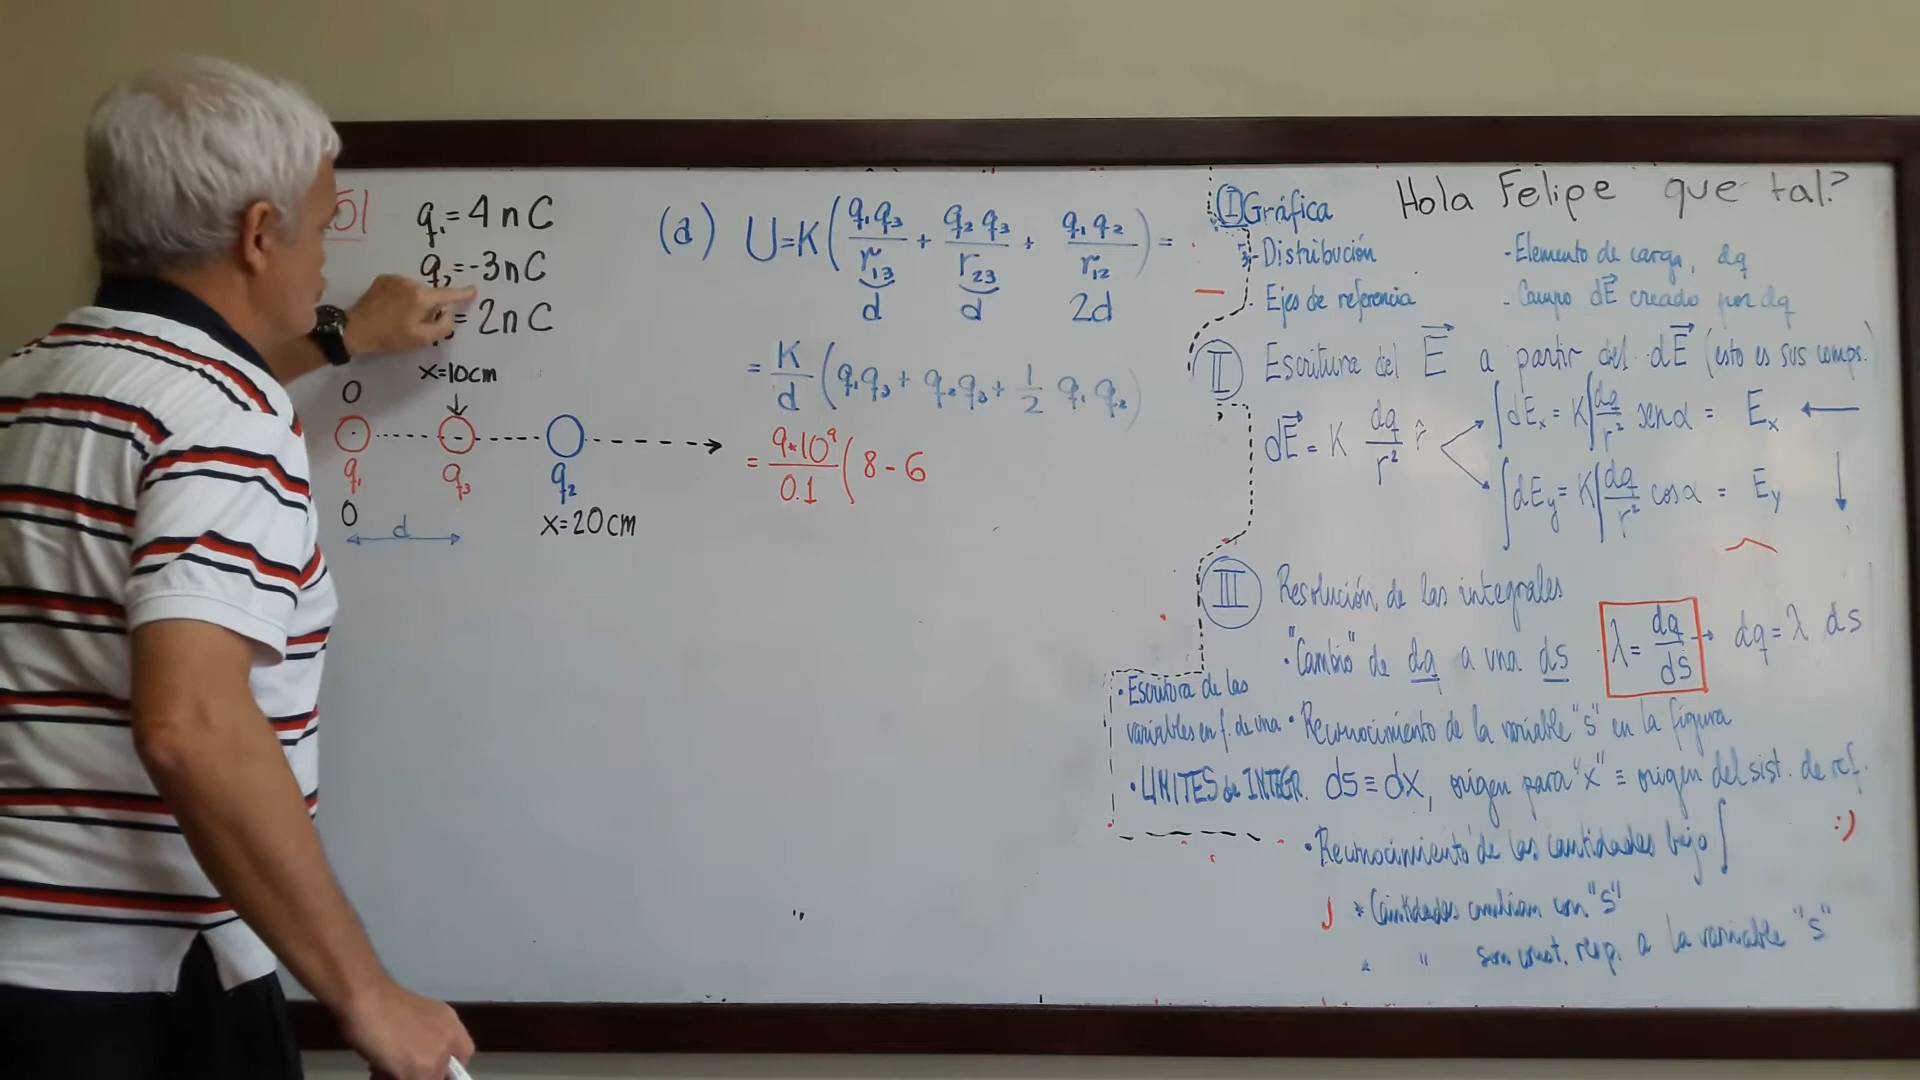 q₁ = 4 n C
q₂ = -3 n C
= 2 n C
x=10cm
0
q₁ q₃ q₂
0
x=20cm
d
(a) U=K( q₁q₃/r₁₃ + q₂q₃/r₂₃ + q₁q₂/r₁₂ ) =
d d 2d
= K/d ( q₁q₃ + q₂q₃ + 1/2 q₁q₂ )
= 9*10⁹/0.1 ( 8 - 6
Hola Felipe que tal?
I Gráfica
- Distribución
Ejes de referencia
- Elemento de carga, dq
- Campo dE⃗ creado por dq
II Escritura del E⃗ a partir del dE⃗ (esto es sus comps.)
dE⃗ = K dq/r² r̂
∫dEₓ = K∫ dq/r² senα = Eₓ
∫dE_y = K∫ dq/r² cosα = E_y
III Resolución de las integrales
• "Cambio" de dq a una ds
λ = dq/ds → dq = λ ds
• Escritura de las
variables en f. de una
• Reconocimiento de la variable "s" en la figura
• LIMITES de INTEGR.
ds ≡ dx, origen para "x" ≡ origen del sist. de ref.
• Reconocimiento de las cantidades bajo ∫
:)
* Cantidades cambian con "s"
" son const. resp. a la variable "s"